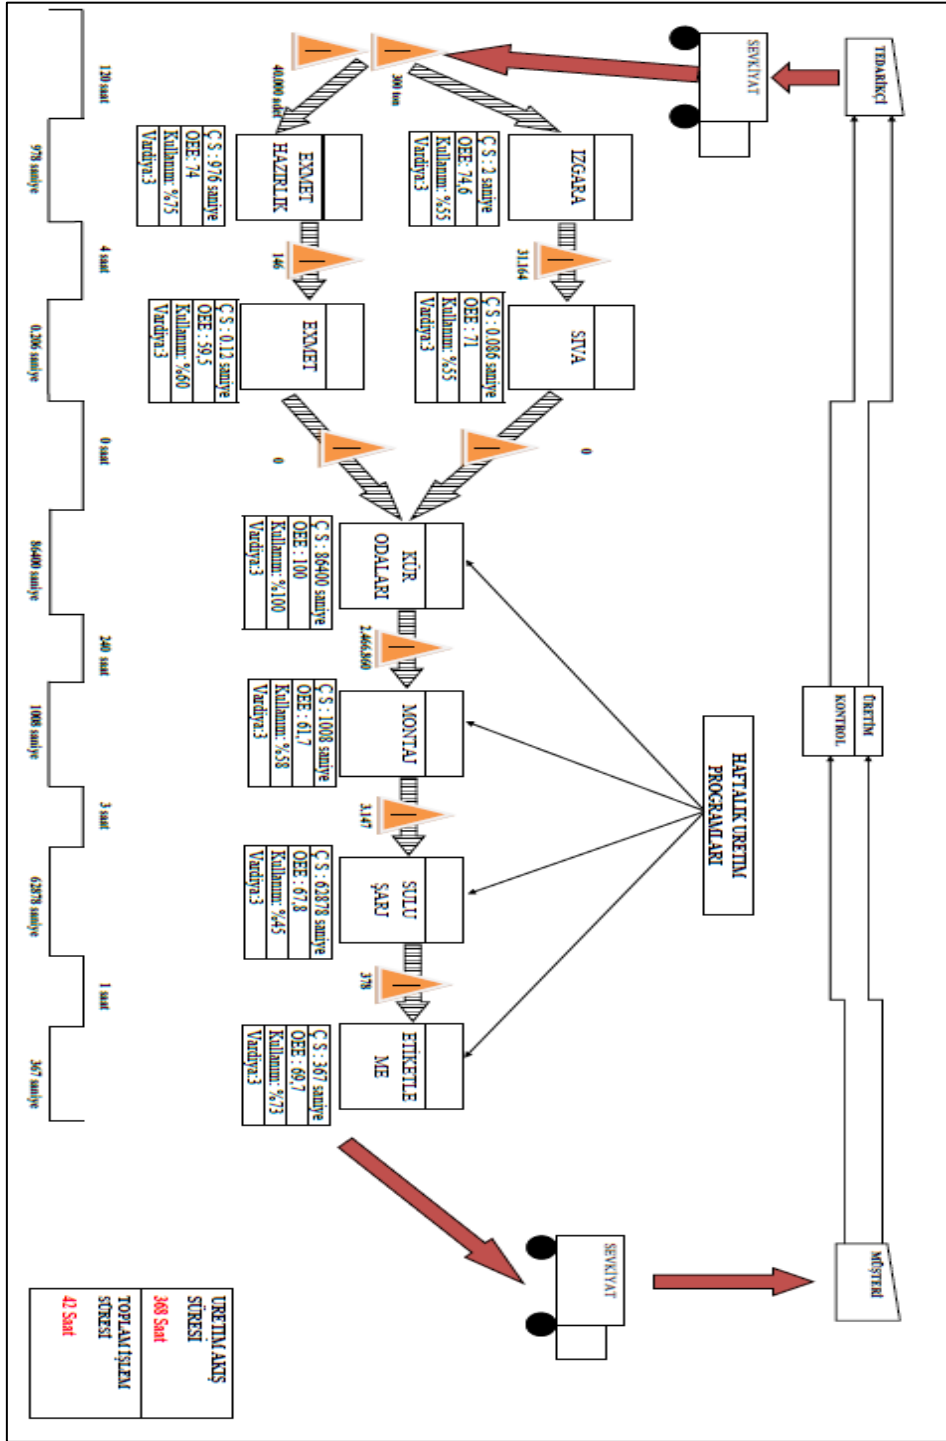 TEDARİKÇİ
ÜRETİM
KONTROL
MÜŞTERİ
SEVKİYAT
HAFTALIK URETIM
PROGRAMLARI
SEVKİYAT
300 ton
IZGARA
Ç S : 2 saniye
OEE: 74,6
Kullanım: %55
Vardiya:3
31.164
SIVA
Ç S : 0.086 saniye
OEE : 71
Kullanım: %55
Vardiya:3
0
40.000 adet
EXMET
HAZIRLIK
Ç S : 976 saniye
OEE: 74
Kullanım: %75
Vardiya:3
146
EXMET
Ç S : 0.12 saniye
OEE : 59,5
Kullanım: %60
Vardiya:3
0
KÜR
ODALARI
Ç S : 86400 saniye
OEE : 100
Kullanım: %100
Vardiya:3
2.466.860
MONTAJ
Ç S : 1008 saniye
OEE : 61,7
Kullanım: %58
Vardiya:3
3.147
SULU
ŞARJ
Ç S : 62878 saniye
OEE : 67,8
Kullanım: %45
Vardiya:3
378
ETİKETLE
ME
Ç S : 367 saniye
OEE : 69,7
Kullanım: %73
Vardiya:3
120 saat
978 saniye
4 saat
0.206 saniye
0 saat
86400 saniye
240 saat
1008 saniye
3 saat
62878 saniye
1 saat
367 saniye
URETIM AKIŞ
SÜRESİ
368 Saat
TOPLAM İŞLEM
SÜRESİ
42 Saat